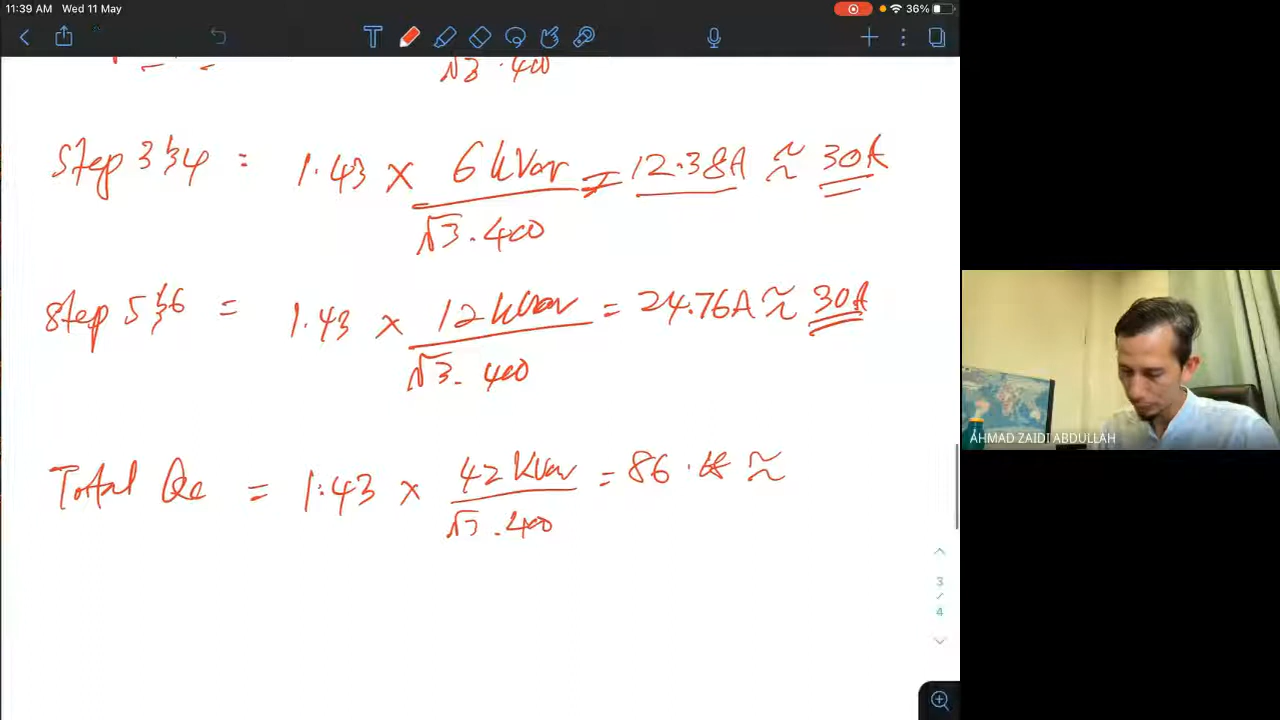 11:39 AM Wed 11 May
36%
√3 . 400
Step 3 & 4 = 1.43 × 6 kVar / √3 . 400 = 12.38A ≈ 30A
Step 5 & 6 = 1.43 × 12 kVar / √3 . 400 = 24.76A ≈ 30A
Total Qc = 1.43 × 42 kVar / √3 . 400 = 86. ≈
3
/
4
AHMAD ZAIDI ABDULLAH